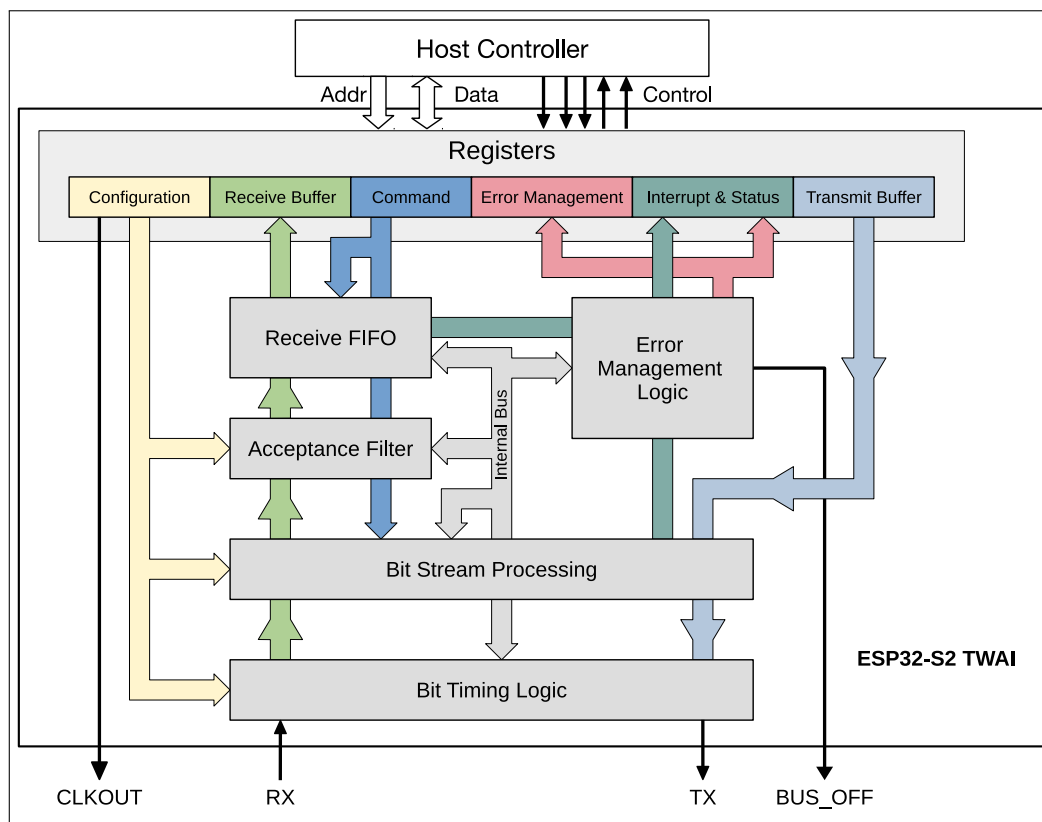 Host Controller
Addr
Data
Control
Registers
Configuration
Receive Buffer
Command
Error Management
Interrupt & Status
Transmit Buffer
Receive FIFO
Error
Management
Logic
Internal Bus
Acceptance Filter
Bit Stream Processing
ESP32-S2 TWAI
Bit Timing Logic
CLKOUT
RX
TX
BUS_OFF